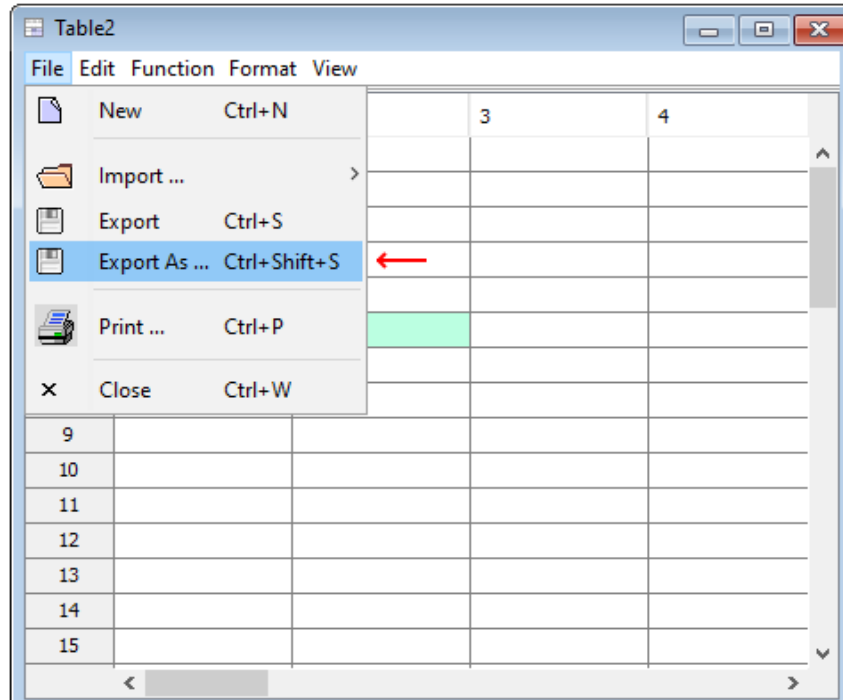 Table2
File Edit Function Format View
New Ctrl+N
3 4
Import ...
Export Ctrl+S
Export As ... Ctrl+Shift+S
Print ... Ctrl+P
Close Ctrl+W
9
10
11
12
13
14
15